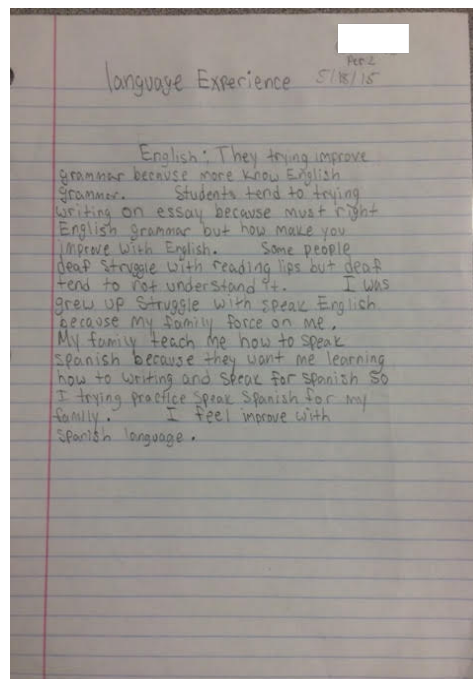 Per 2
language Experience 5/18/15
English: They trying improve
grammar because more know English
grammar. Students tend to trying
writing on essay because must right
English grammar but how make you
improve with English. Some people
deaf struggle with reading lips but deaf
tend to not understand it. I was
grew up struggle with speak English
because my family force on me.
My family teach me how to speak
spanish because they want me learning
how to writing and speak for spanish so
I trying practice speak spanish for my
family. I feel improve with
spanish language.